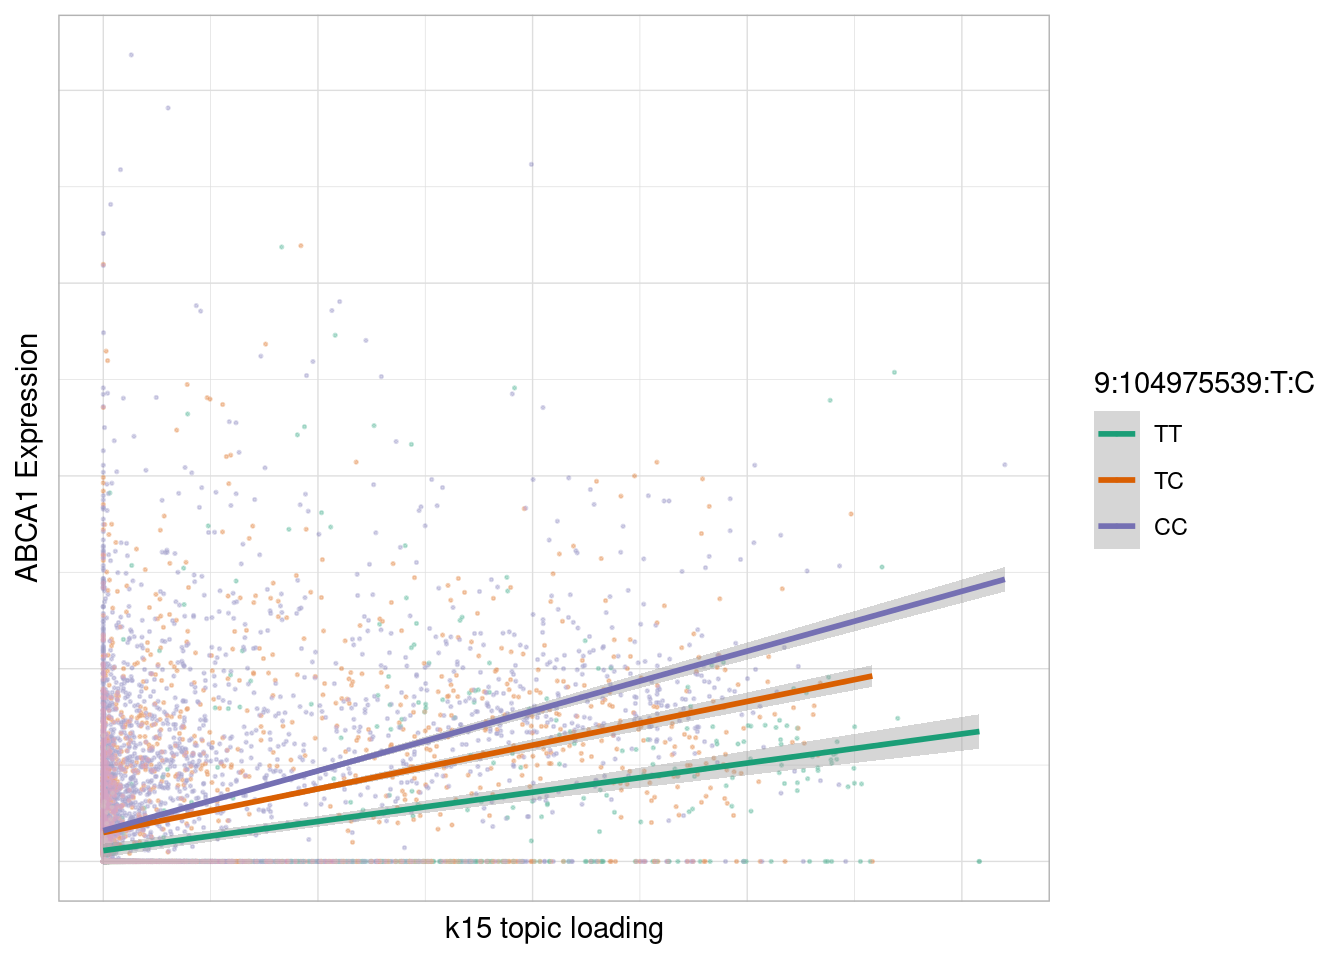 ABCA1 Expression
k15 topic loading
9:104975539:T:C
TT
TC
CC